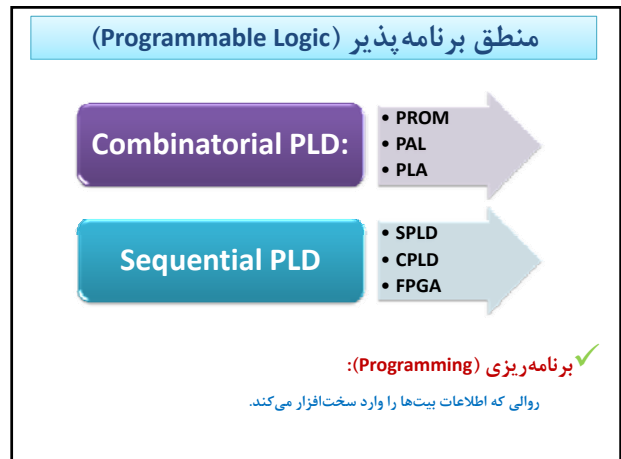 منطق برنامه‌پذیر (Programmable Logic)
Combinatorial PLD:
• PROM
• PAL
• PLA
Sequential PLD
• SPLD
• CPLD
• FPGA
برنامه‌ریزی (Programming):
روالی که اطلاعات بیت‌ها را وارد سخت‌افزار می‌کند.